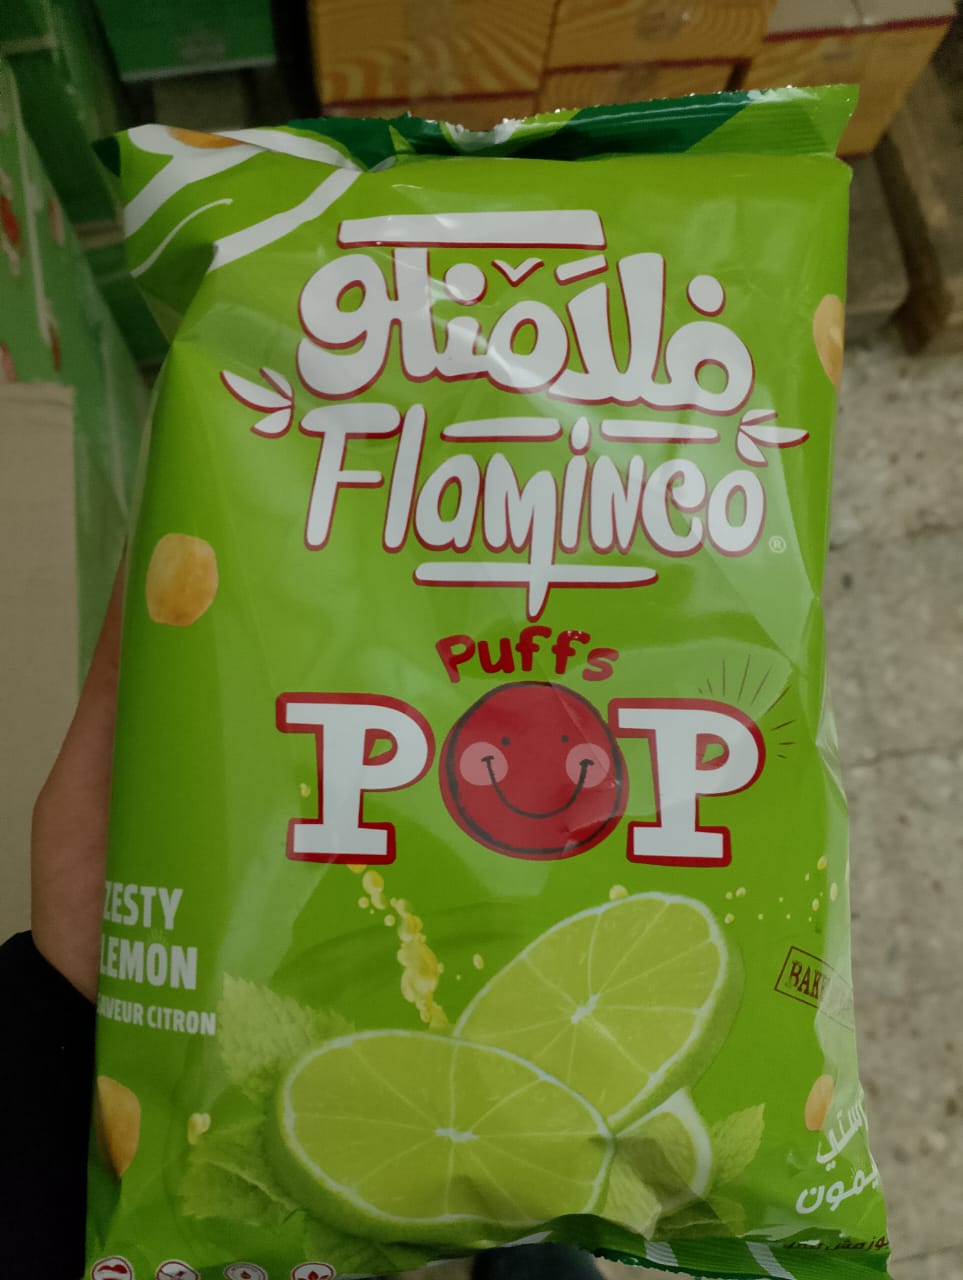 فلامنكو
Flaminco®
Puffs
POP
ZESTY
LEMON
SAVEUR CITRON